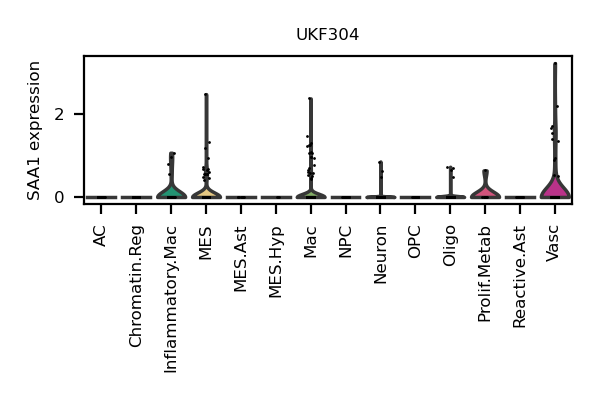 UKF304
SAA1 expression
2
0
AC
Chromatin.Reg
Inflammatory.Mac
MES
MES.Ast
MES.Hyp
Mac
NPC
Neuron
OPC
Oligo
Prolif.Metab
Reactive.Ast
Vasc